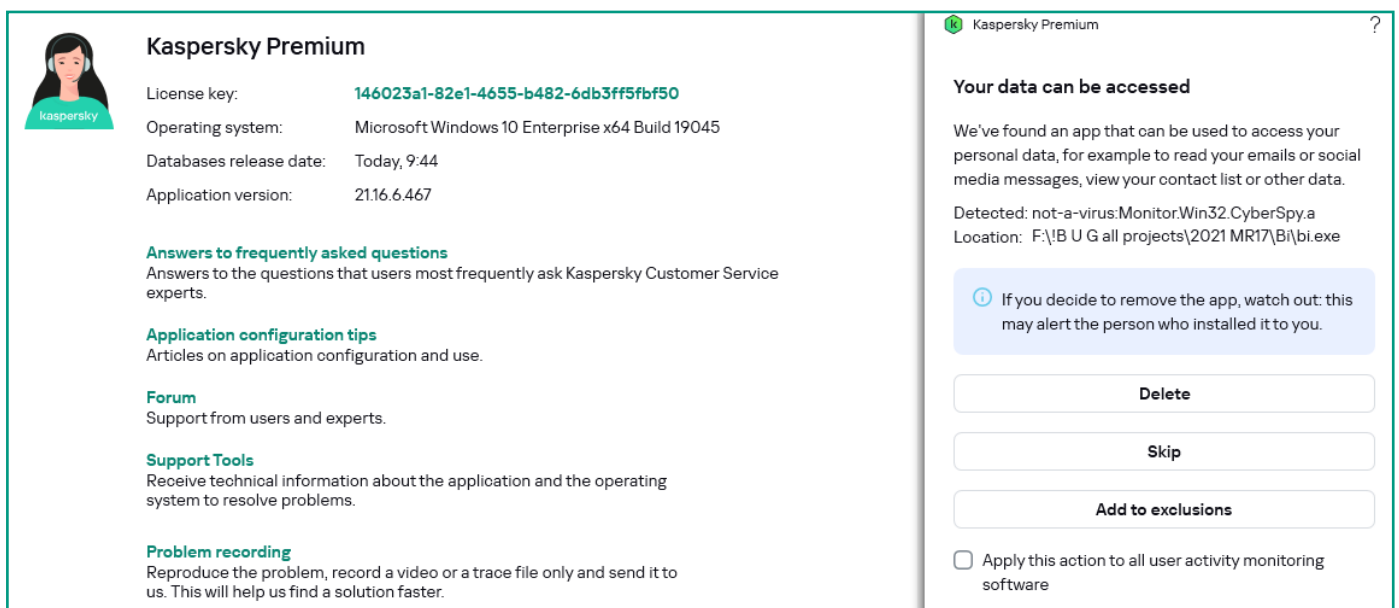 kaspersky
Kaspersky Premium
License key: 146023a1-82e1-4655-b482-6db3ff5fbf50
Operating system: Microsoft Windows 10 Enterprise x64 Build 19045
Databases release date: Today, 9:44
Application version: 21.16.6.467
Answers to frequently asked questions
Answers to the questions that users most frequently ask Kaspersky Customer Service
experts.
Application configuration tips
Articles on application configuration and use.
Forum
Support from users and experts.
Support Tools
Receive technical information about the application and the operating
system to resolve problems.
Problem recording
Reproduce the problem, record a video or a trace file only and send it to
us. This will help us find a solution faster.
k Kaspersky Premium ?
Your data can be accessed
We've found an app that can be used to access your
personal data, for example to read your emails or social
media messages, view your contact list or other data.
Detected: not-a-virus:Monitor.Win32.CyberSpy.a
Location: F:\!B U G all projects\2021 MR17\Bi\bi.exe
If you decide to remove the app, watch out: this
may alert the person who installed it to you.
Delete
Skip
Add to exclusions
Apply this action to all user activity monitoring
software